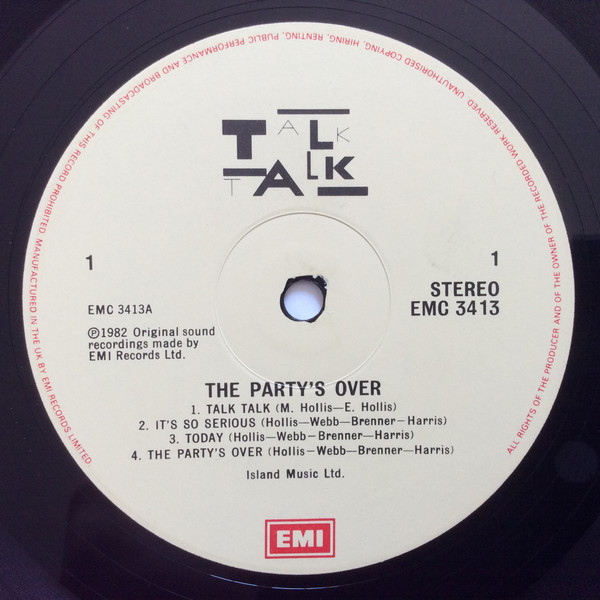 ALL RIGHTS OF THE PRODUCER AND OF THE OWNER OF THE RECORDED WORK RESERVED. UNAUTHORISED COPYING, HIRING, RENTING, PUBLIC PERFORMANCE AND BROADCASTING OF THIS RECORD PROHIBITED. MANUFACTURED IN THE UK BY EMI RECORDS LIMITED.
TALK
TALK
1
1
STEREO
EMC 3413
EMC 3413A
Ⓟ1982 Original sound
recordings made by
EMI Records Ltd.
THE PARTY'S OVER
1. TALK TALK (M. Hollis—E. Hollis)
2. IT'S SO SERIOUS (Hollis—Webb—Brenner—Harris)
3. TODAY (Hollis—Webb—Brenner—Harris)
4. THE PARTY'S OVER (Hollis—Webb—Brenner—Harris)
Island Music Ltd.
EMI